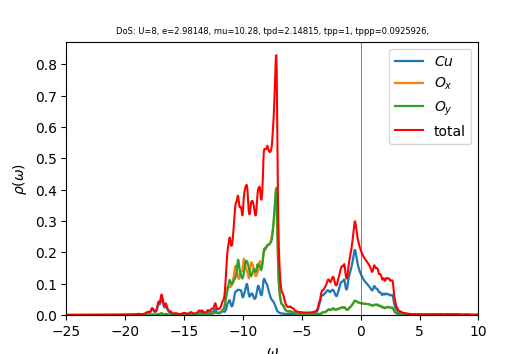 DoS: U=8, e=2.98148, mu=10.28, tpd=2.14815, tpp=1, tppp=0.0925926,
0.8
0.7
0.6
0.5
0.4
0.3
0.2
0.1
0.0
ρ(ω)
Cu
O_x
O_y
total
−25 −20 −15 −10 −5 0 5 10
ω